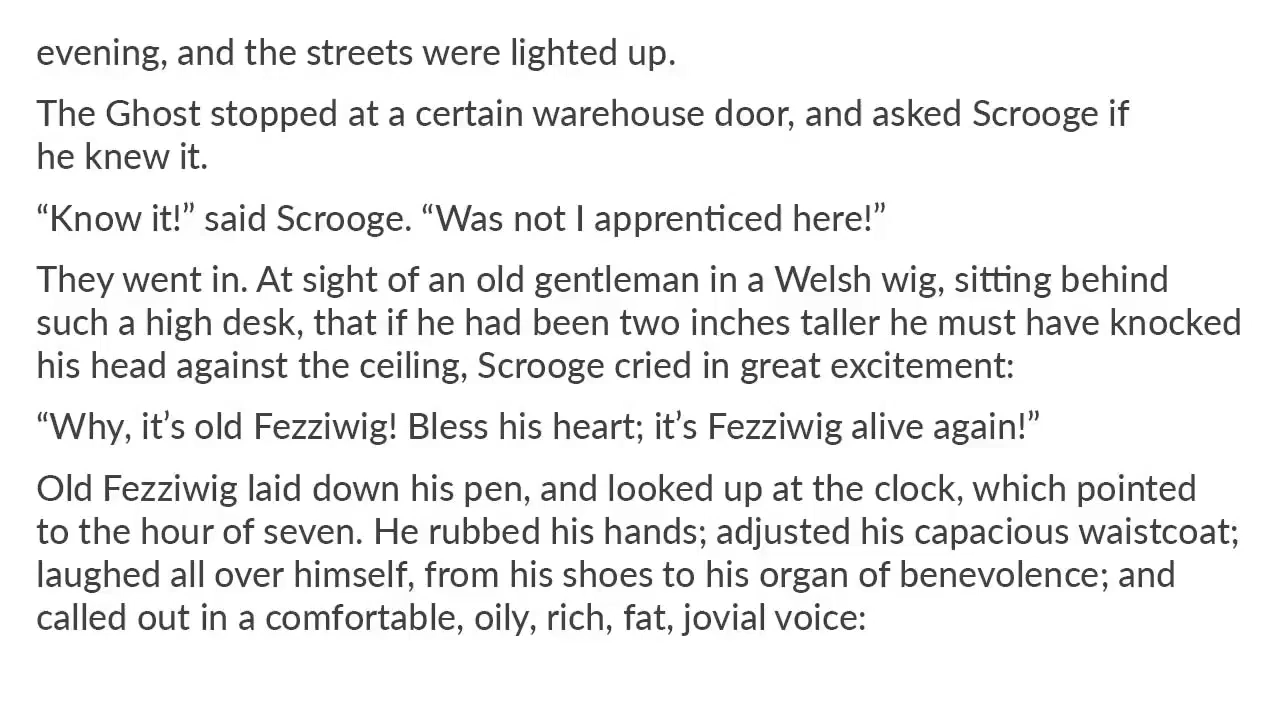 evening, and the streets were lighted up.
The Ghost stopped at a certain warehouse door, and asked Scrooge if
he knew it.
“Know it!” said Scrooge. “Was not I apprenticed here!”
They went in. At sight of an old gentleman in a Welsh wig, sitting behind
such a high desk, that if he had been two inches taller he must have knocked
his head against the ceiling, Scrooge cried in great excitement:
“Why, it’s old Fezziwig! Bless his heart; it’s Fezziwig alive again!”
Old Fezziwig laid down his pen, and looked up at the clock, which pointed
to the hour of seven. He rubbed his hands; adjusted his capacious waistcoat;
laughed all over himself, from his shoes to his organ of benevolence; and
called out in a comfortable, oily, rich, fat, jovial voice: